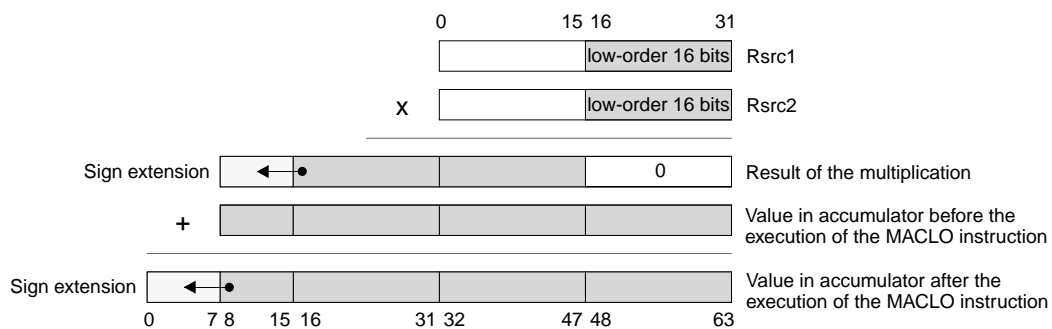 0 15 16 31
low-order 16 bits Rsrc1
x low-order 16 bits Rsrc2
Sign extension 0 Result of the multiplication
+ Value in accumulator before the
execution of the MACLO instruction
Sign extension Value in accumulator after the
execution of the MACLO instruction
0 7 8 15 16 31 32 47 48 63